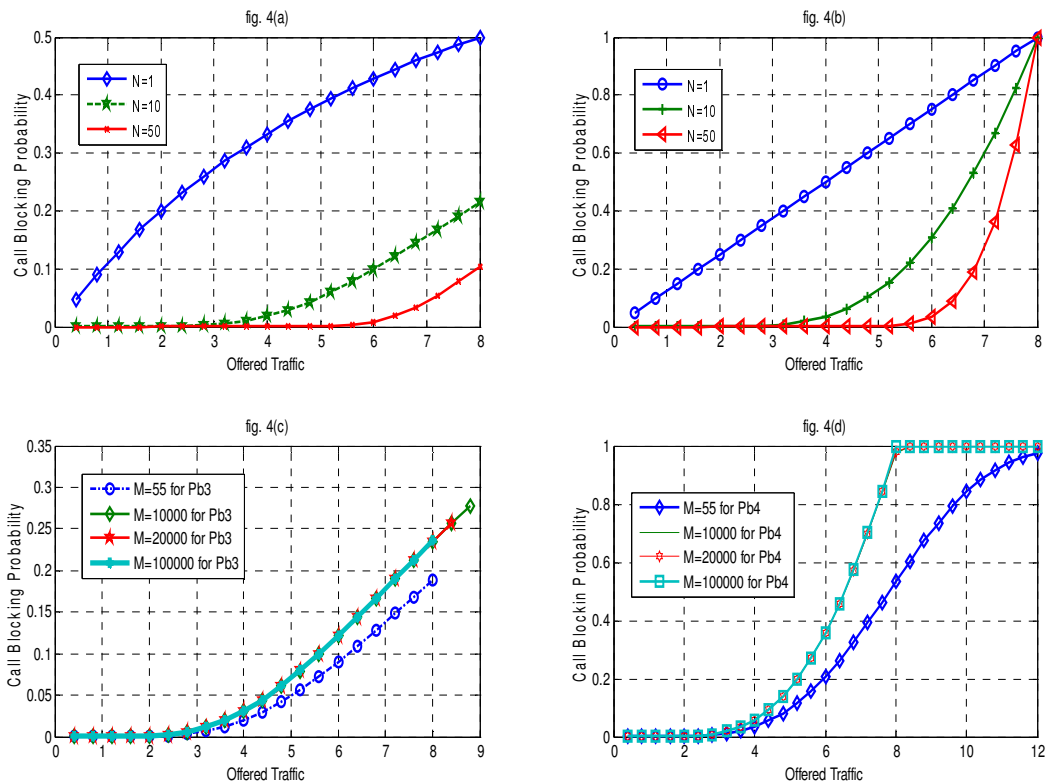 fig. 4(a)
Call Blocking Probability
0.5
0.4
0.3
0.2
0.1
0
N=1
N=10
N=50
0 1 2 3 4 5 6 7 8
Offered Traffic
fig. 4(b)
Call Blocking Probability
1
0.8
0.6
0.4
0.2
0
N=1
N=10
N=50
0 1 2 3 4 5 6 7 8
Offered Traffic
fig. 4(c)
Call Blocking Probability
0.35
0.3
0.25
0.2
0.15
0.1
0.05
0
M=55 for Pb3
M=10000 for Pb3
M=20000 for Pb3
M=100000 for Pb3
0 1 2 3 4 5 6 7 8 9
Offered Traffic
fig. 4(d)
Call Blockin Probability
1
0.8
0.6
0.4
0.2
0
M=55 for Pb4
M=10000 for Pb4
M=20000 for Pb4
M=100000 for Pb4
0 2 4 6 8 10 12
Offered Traffic